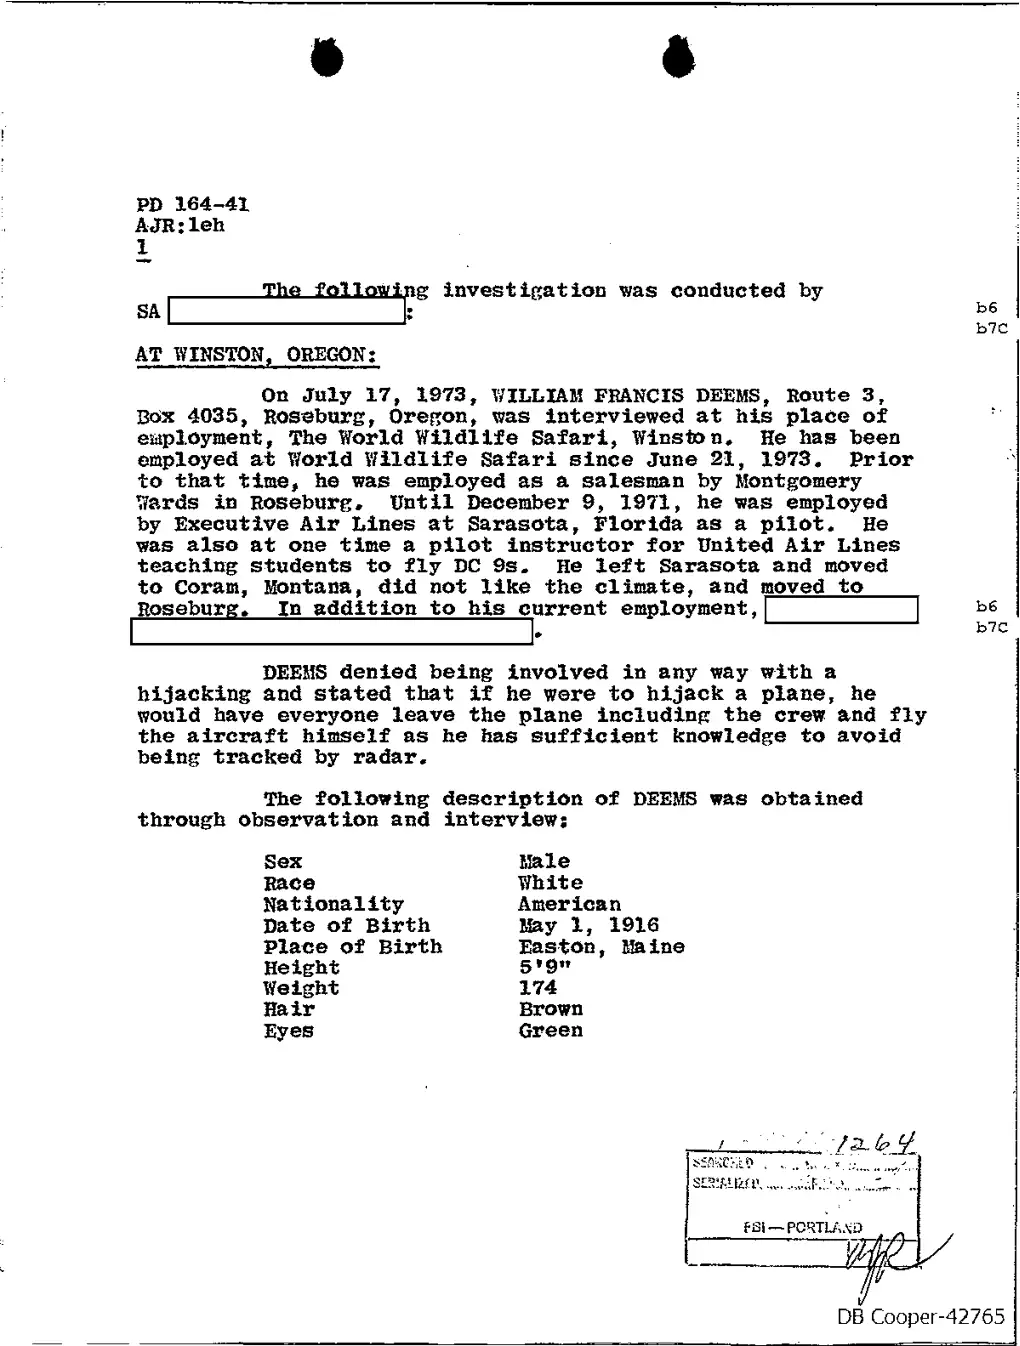 PD 164-41
AJR:leh
1
The following investigation was conducted by
SA :
b6
b7C
AT WINSTON, OREGON:
On July 17, 1973, WILLIAM FRANCIS DEEMS, Route 3,
Box 4035, Roseburg, Oregon, was interviewed at his place of
employment, The World Wildlife Safari, Winston. He has been
employed at World Wildlife Safari since June 21, 1973. Prior
to that time, he was employed as a salesman by Montgomery
Wards in Roseburg. Until December 9, 1971, he was employed
by Executive Air Lines at Sarasota, Florida as a pilot. He
was also at one time a pilot instructor for United Air Lines
teaching students to fly DC 9s. He left Sarasota and moved
to Coram, Montana, did not like the climate, and moved to
Roseburg. In addition to his current employment,
.
b6
b7C
DEEMS denied being involved in any way with a
hijacking and stated that if he were to hijack a plane, he
would have everyone leave the plane including the crew and fly
the aircraft himself as he has sufficient knowledge to avoid
being tracked by radar.
The following description of DEEMS was obtained
through observation and interview:
Sex Male
Race White
Nationality American
Date of Birth May 1, 1916
Place of Birth Easton, Maine
Height 5'9"
Weight 174
Hair Brown
Eyes Green
1264
SEARCHED
SERIALIZED
FBI—PORTLAND
DB Cooper-42765